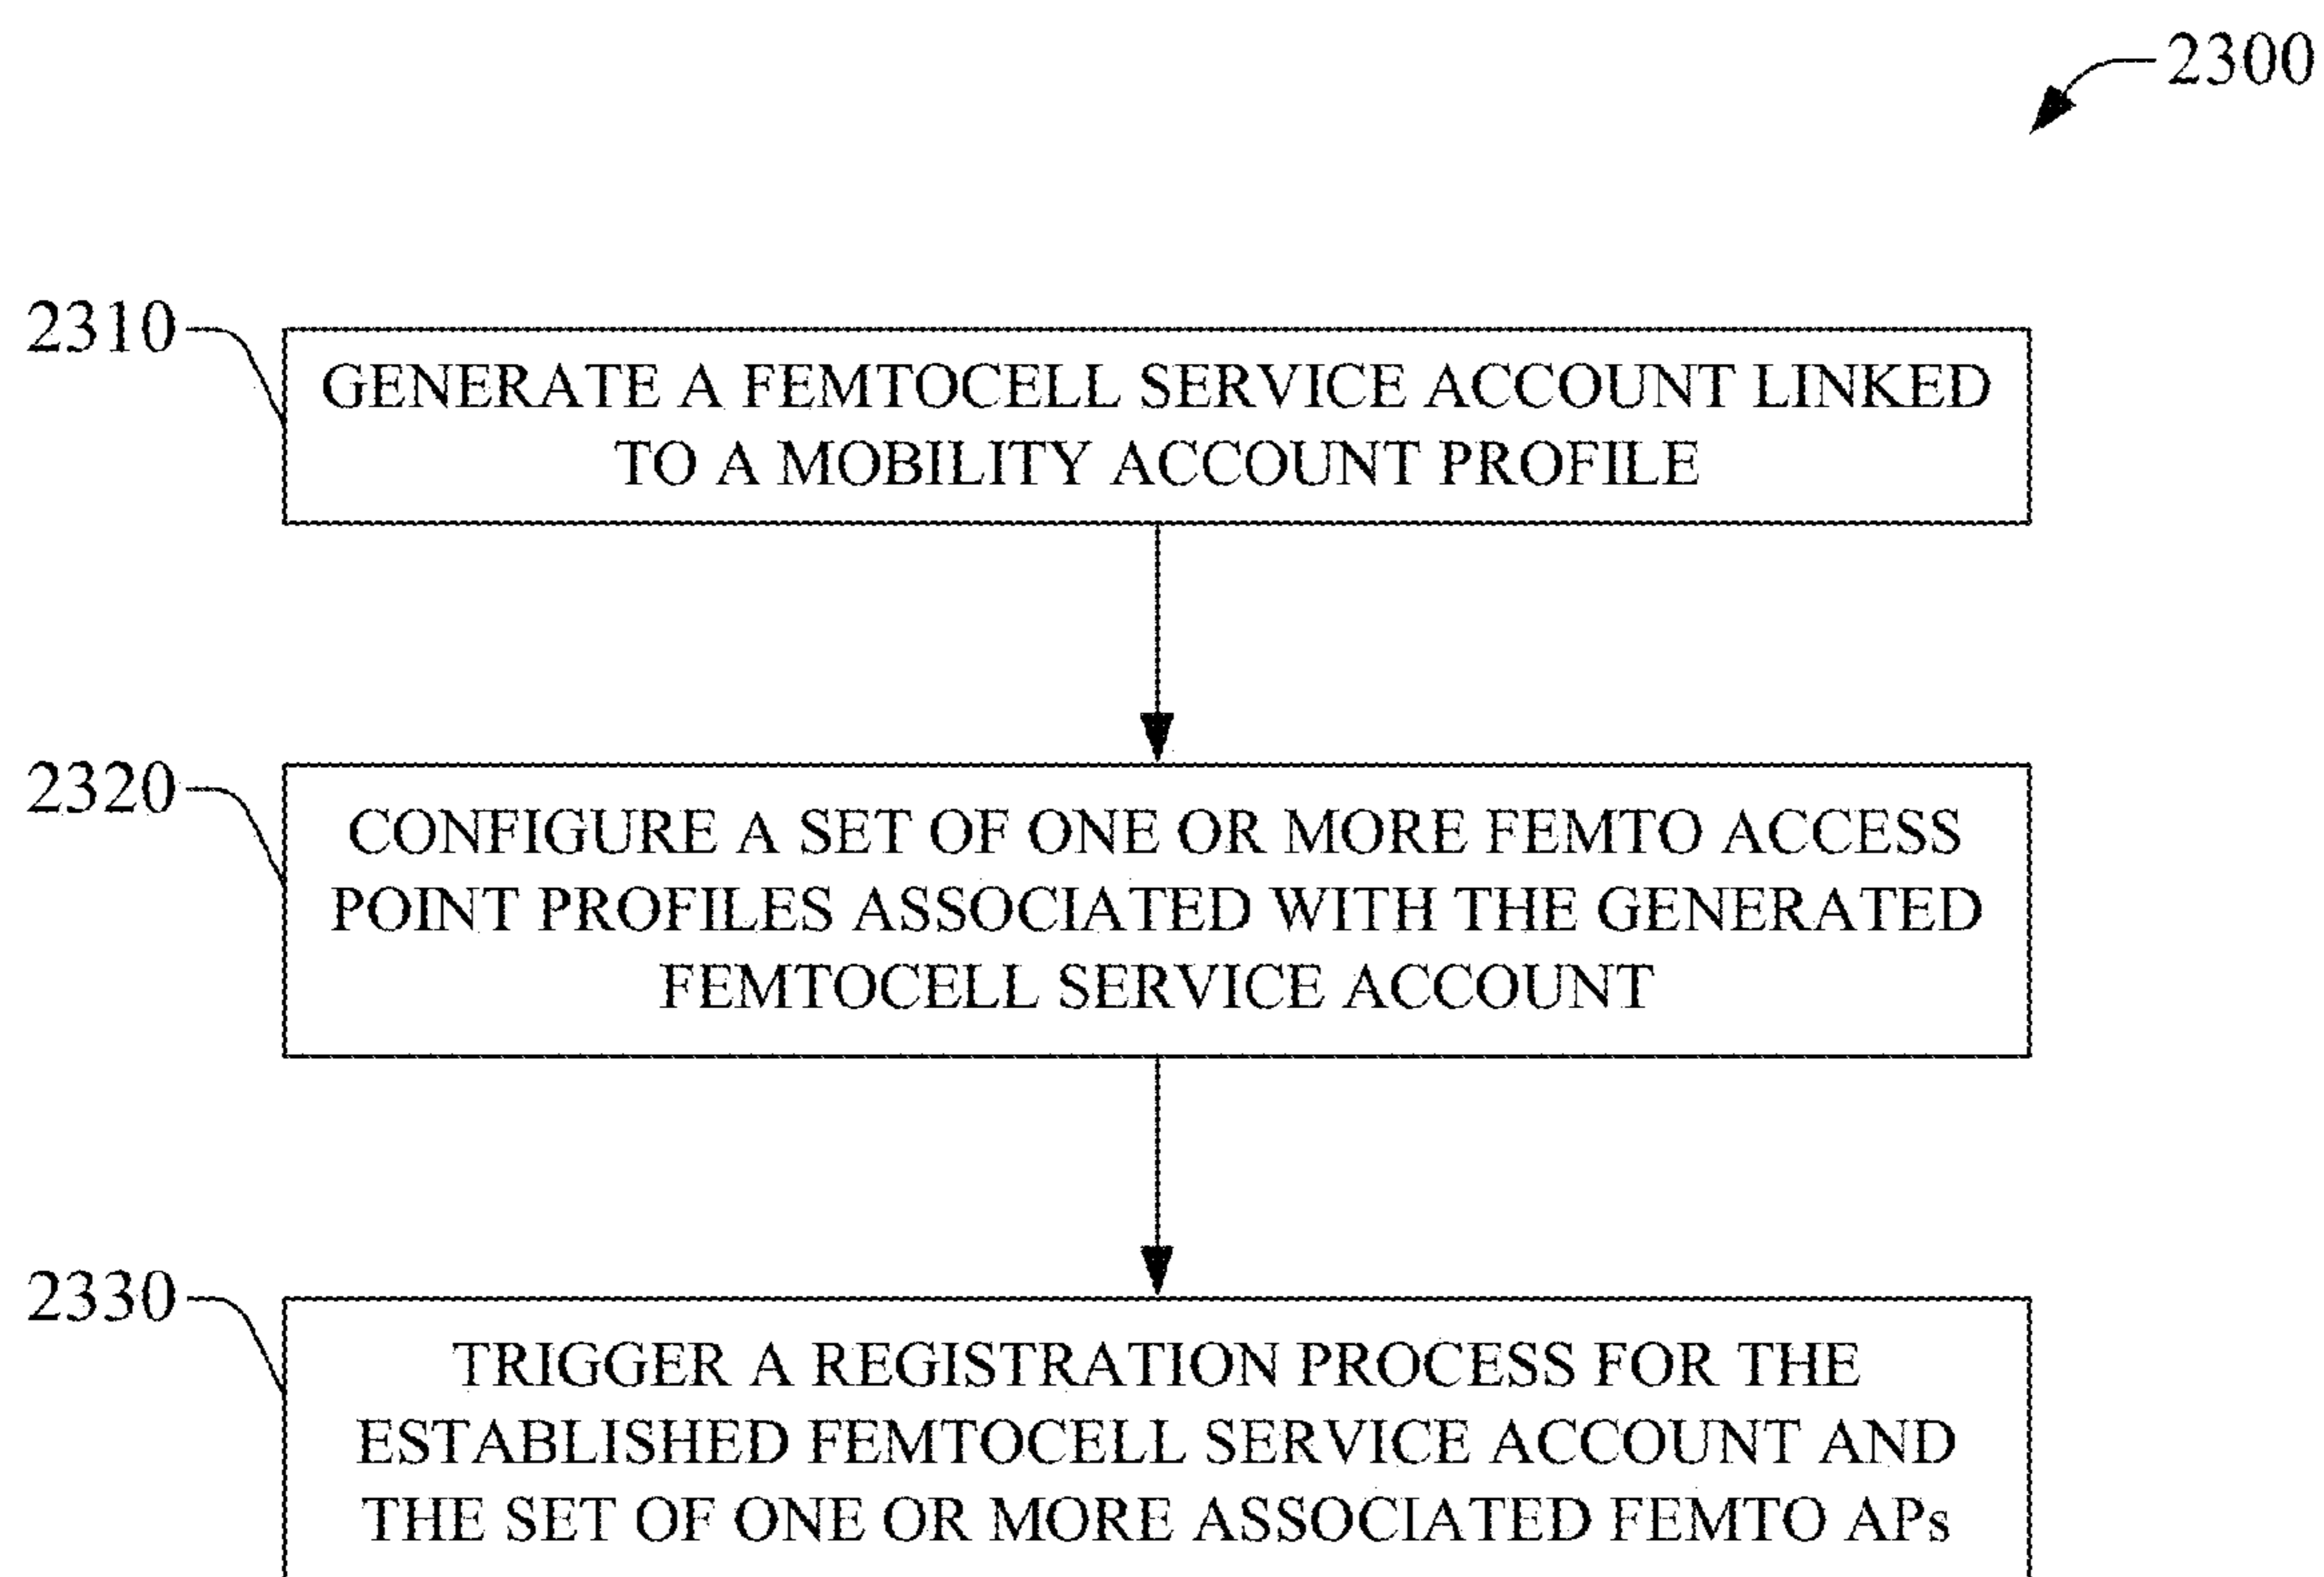 2300
2310
GENERATE A FEMTOCELL SERVICE ACCOUNT LINKED
TO A MOBILITY ACCOUNT PROFILE
2320
CONFIGURE A SET OF ONE OR MORE FEMTO ACCESS
POINT PROFILES ASSOCIATED WITH THE GENERATED
FEMTOCELL SERVICE ACCOUNT
2330
TRIGGER A REGISTRATION PROCESS FOR THE
ESTABLISHED FEMTOCELL SERVICE ACCOUNT AND
THE SET OF ONE OR MORE ASSOCIATED FEMTO APs